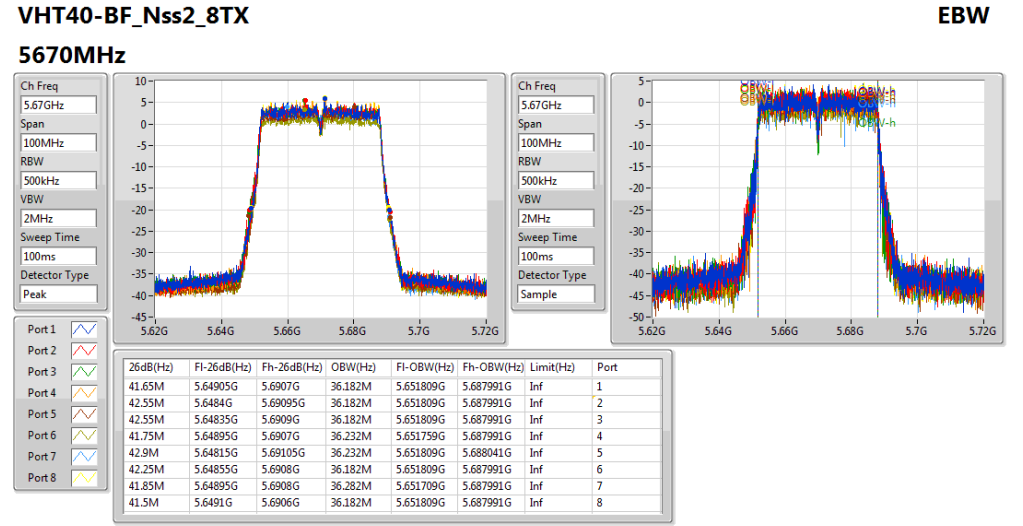 VHT40-BF_Nss2_8TX
EBW
5670MHz
Ch Freq
5.67GHz
Span
100MHz
RBW
500kHz
VBW
2MHz
Sweep Time
100ms
Detector Type
Peak
10
5
0
-5
-10
-15
-20
-25
-30
-35
-40
-45
5.62G 5.64G 5.66G 5.68G 5.7G 5.72G
Ch Freq
5.67GHz
Span
100MHz
RBW
500kHz
VBW
2MHz
Sweep Time
100ms
Detector Type
Sample
5
0
-5
-10
-15
-20
-25
-30
-35
-40
-45
-50
5.62G 5.64G 5.66G 5.68G 5.7G 5.72G
Port 1
Port 2
Port 3
Port 4
Port 5
Port 6
Port 7
Port 8
26dB(Hz) Fl-26dB(Hz) Fh-26dB(Hz) OBW(Hz) Fl-OBW(Hz) Fh-OBW(Hz) Limit(Hz) Port
41.65M 5.64905G 5.6907G 36.182M 5.651809G 5.687991G Inf 1
42.55M 5.6484G 5.69095G 36.182M 5.651809G 5.687991G Inf 2
42.55M 5.64835G 5.6909G 36.182M 5.651809G 5.687991G Inf 3
41.75M 5.64895G 5.6907G 36.232M 5.651759G 5.687991G Inf 4
42.9M 5.64815G 5.69105G 36.232M 5.651809G 5.688041G Inf 5
42.25M 5.64855G 5.6908G 36.182M 5.651809G 5.687991G Inf 6
41.85M 5.64895G 5.6908G 36.282M 5.651709G 5.687991G Inf 7
41.5M 5.6491G 5.6906G 36.182M 5.651809G 5.687991G Inf 8